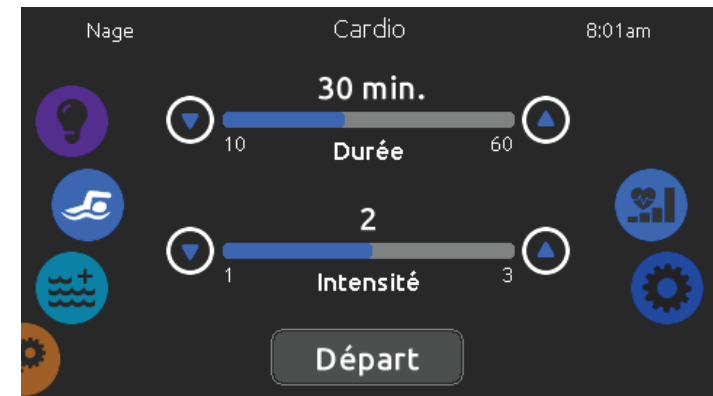 Nage Cardio 8:01am
30 min.
10 Durée 60
2
1 Intensité 3
Départ